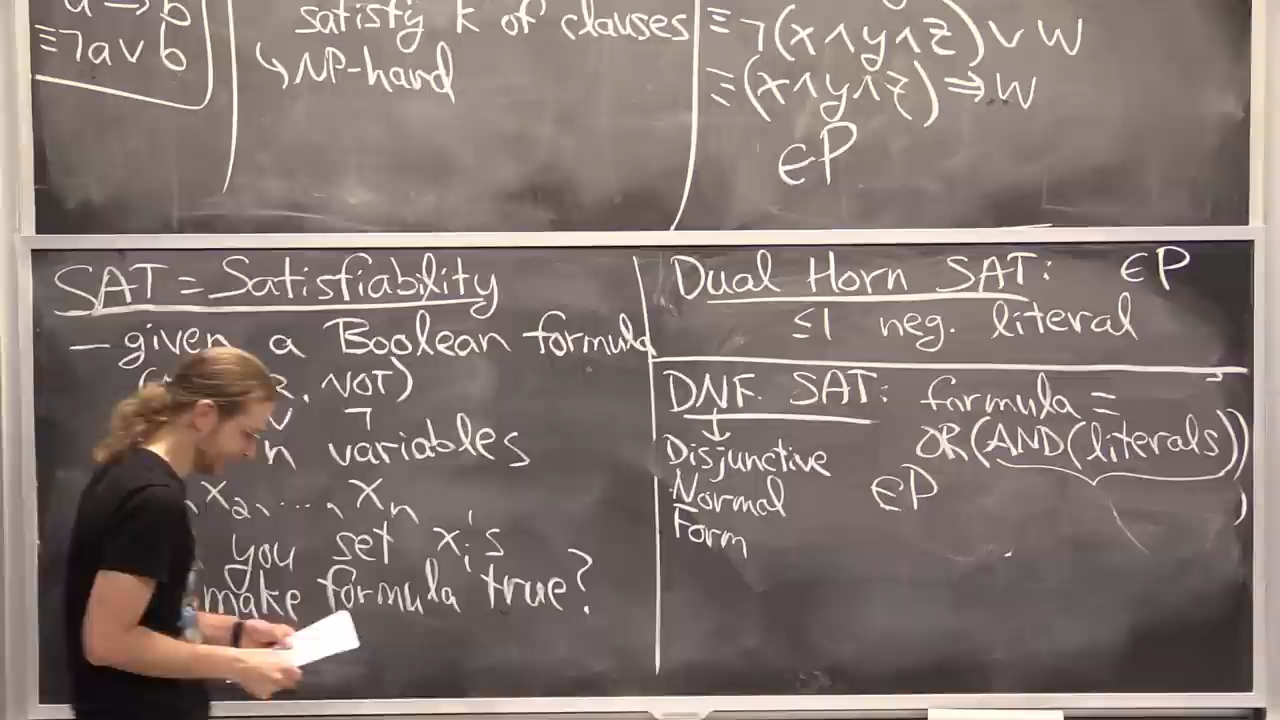 a → b
≡ ¬a ∨ b
satisfy k of clauses
↳ NP-hard
≡ ¬(x ∧ y ∧ z) ∨ w
≡ (x ∧ y ∧ z) ⇒ w
∈ P
SAT = Satisfiability
— given a Boolean formula
, NOT)
∨ ¬
n variables
, x₂, ..., xₙ
you set xᵢ's
make formula true?
Dual Horn SAT: ∈ P
≤1 neg. literal
DNF SAT: formula =
OR(AND(literals))
↓
Disjunctive
Normal
Form
∈ P